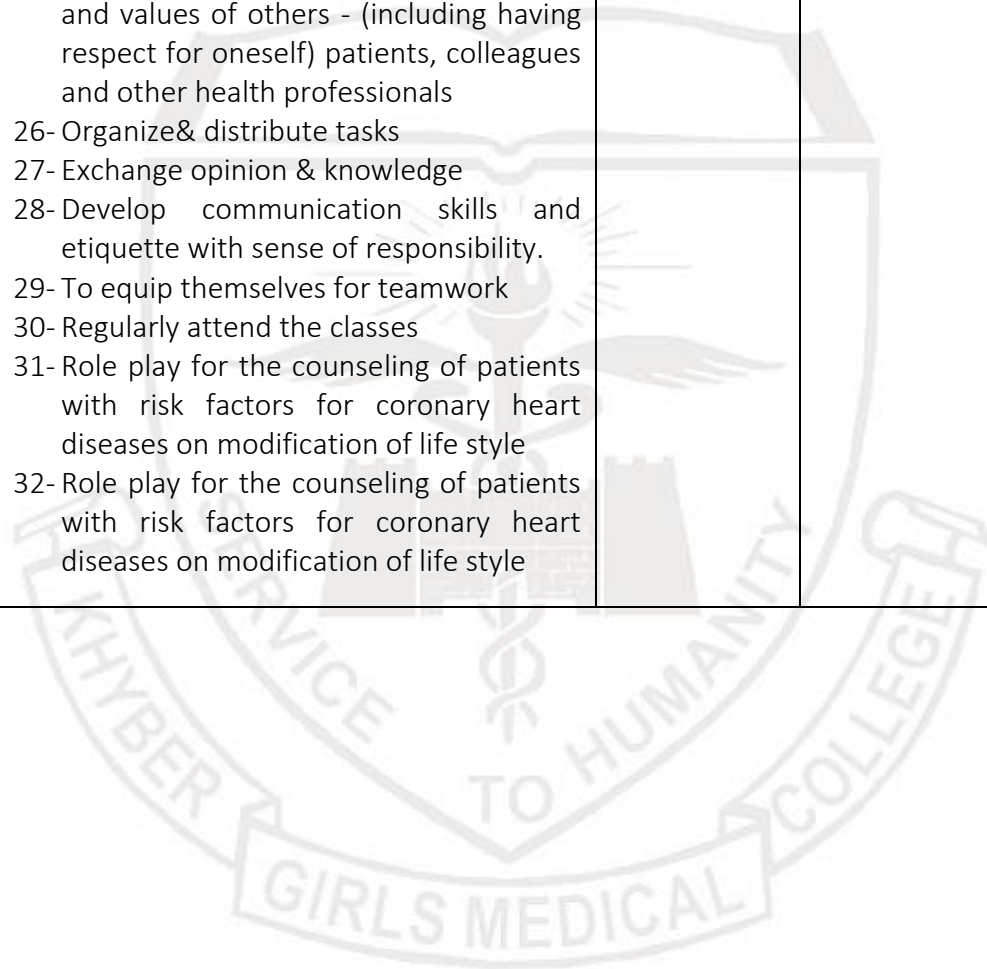 and values of others - (including having
respect for oneself) patients, colleagues
and other health professionals
26- Organize& distribute tasks
27- Exchange opinion & knowledge
28- Develop communication skills and
etiquette with sense of responsibility.
29- To equip themselves for teamwork
30- Regularly attend the classes
31- Role play for the counseling of patients
with risk factors for coronary heart
diseases on modification of life style
32- Role play for the counseling of patients
with risk factors for coronary heart
diseases on modification of life style
SERVICE TO HUMANITY
KHYBER GIRLS MEDICAL COLLEGE